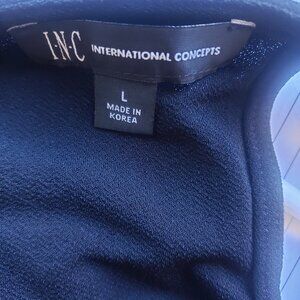 I·N·C INTERNATIONAL CONCEPTS
L
MADE IN
KOREA